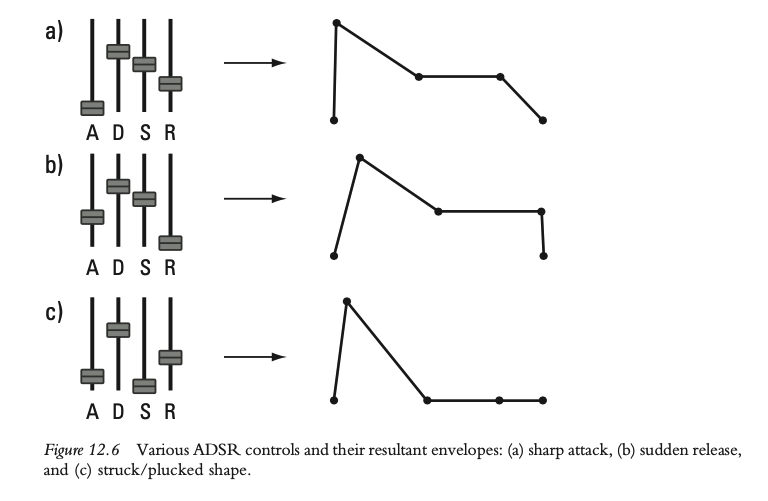 a)
A D S R
b)
A D S R
c)
A D S R
Figure 12.6 Various ADSR controls and their resultant envelopes: (a) sharp attack, (b) sudden release,
and (c) struck/plucked shape.